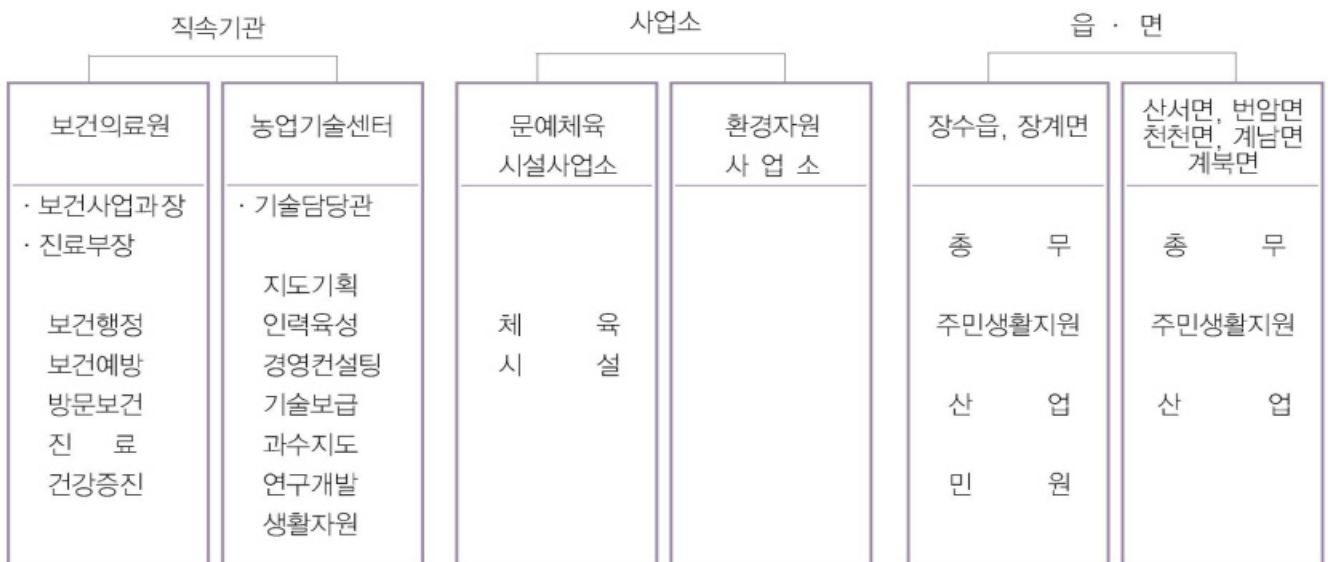 직속기관
보건의료원
· 보건사업과장
· 진료부장
보건행정
보건예방
방문보건
진 료
건강증진
농업기술센터
· 기술담당관
지도기획
인력육성
경영컨설팅
기술보급
과수지도
연구개발
생활자원
사업소
문예체육
시설사업소
체 육
시 설
환경자원
사 업 소
읍 · 면
장수읍, 장계면
총 무
주민생활지원
산 업
민 원
산서면, 번암면
천천면, 계남면
계북면
총 무
주민생활지원
산 업